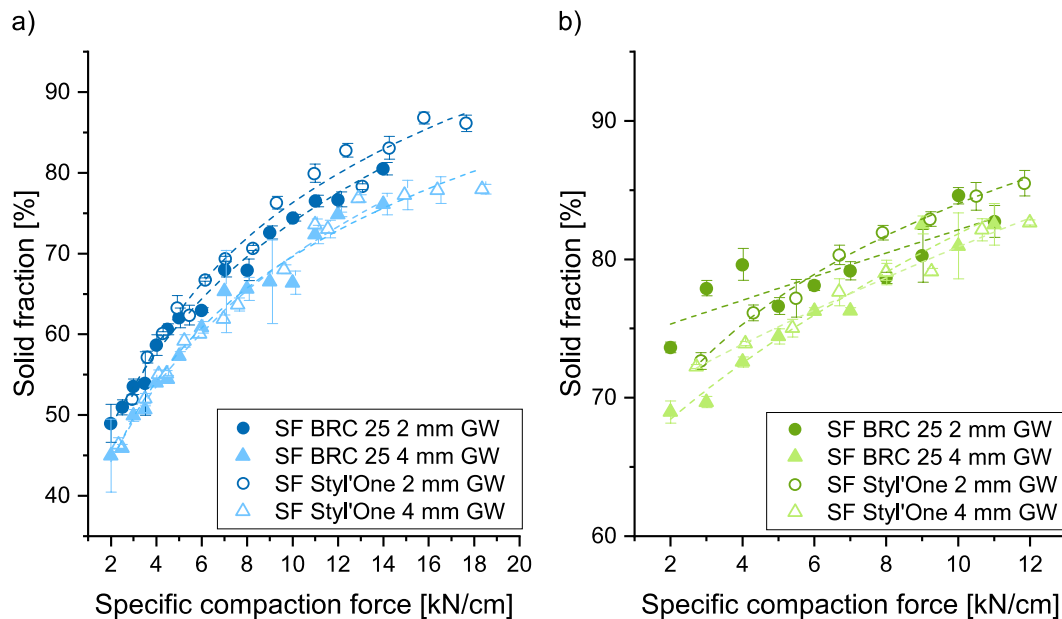 a)
Solid fraction [%]
90
80
70
60
50
40
SF BRC 25 2 mm GW
SF BRC 25 4 mm GW
SF Styl'One 2 mm GW
SF Styl'One 4 mm GW
2 4 6 8 10 12 14 16 18 20
Specific compaction force [kN/cm]
b)
Solid fraction [%]
90
80
70
60
SF BRC 25 2 mm GW
SF BRC 25 4 mm GW
SF Styl'One 2 mm GW
SF Styl'One 4 mm GW
2 4 6 8 10 12
Specific compaction force [kN/cm]